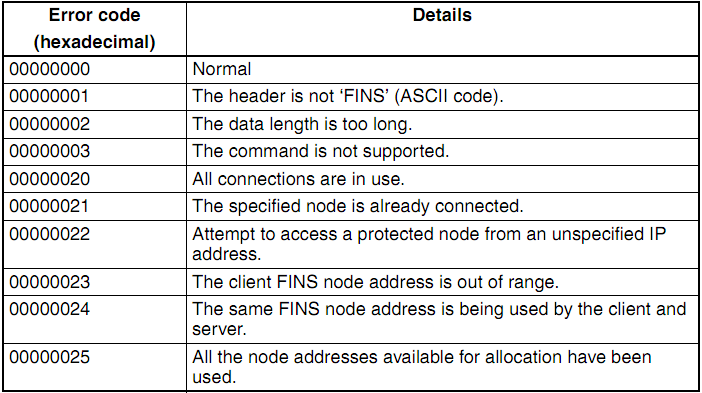 Error code Details
(hexadecimal)
00000000 Normal
00000001 The header is not ‘FINS’ (ASCII code).
00000002 The data length is too long.
00000003 The command is not supported.
00000020 All connections are in use.
00000021 The specified node is already connected.
00000022 Attempt to access a protected node from an unspecified IP
address.
00000023 The client FINS node address is out of range.
00000024 The same FINS node address is being used by the client and
server.
00000025 All the node addresses available for allocation have been
used.